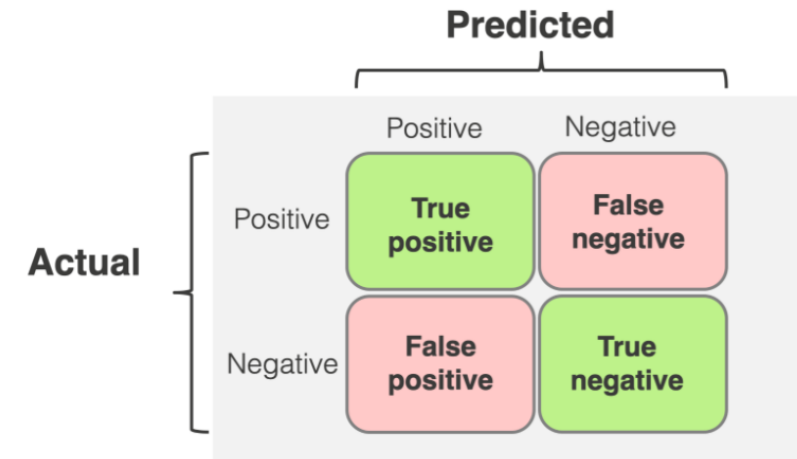 Predicted
Positive Negative
Positive
True
positive
False
negative
Actual
Negative
False
positive
True
negative